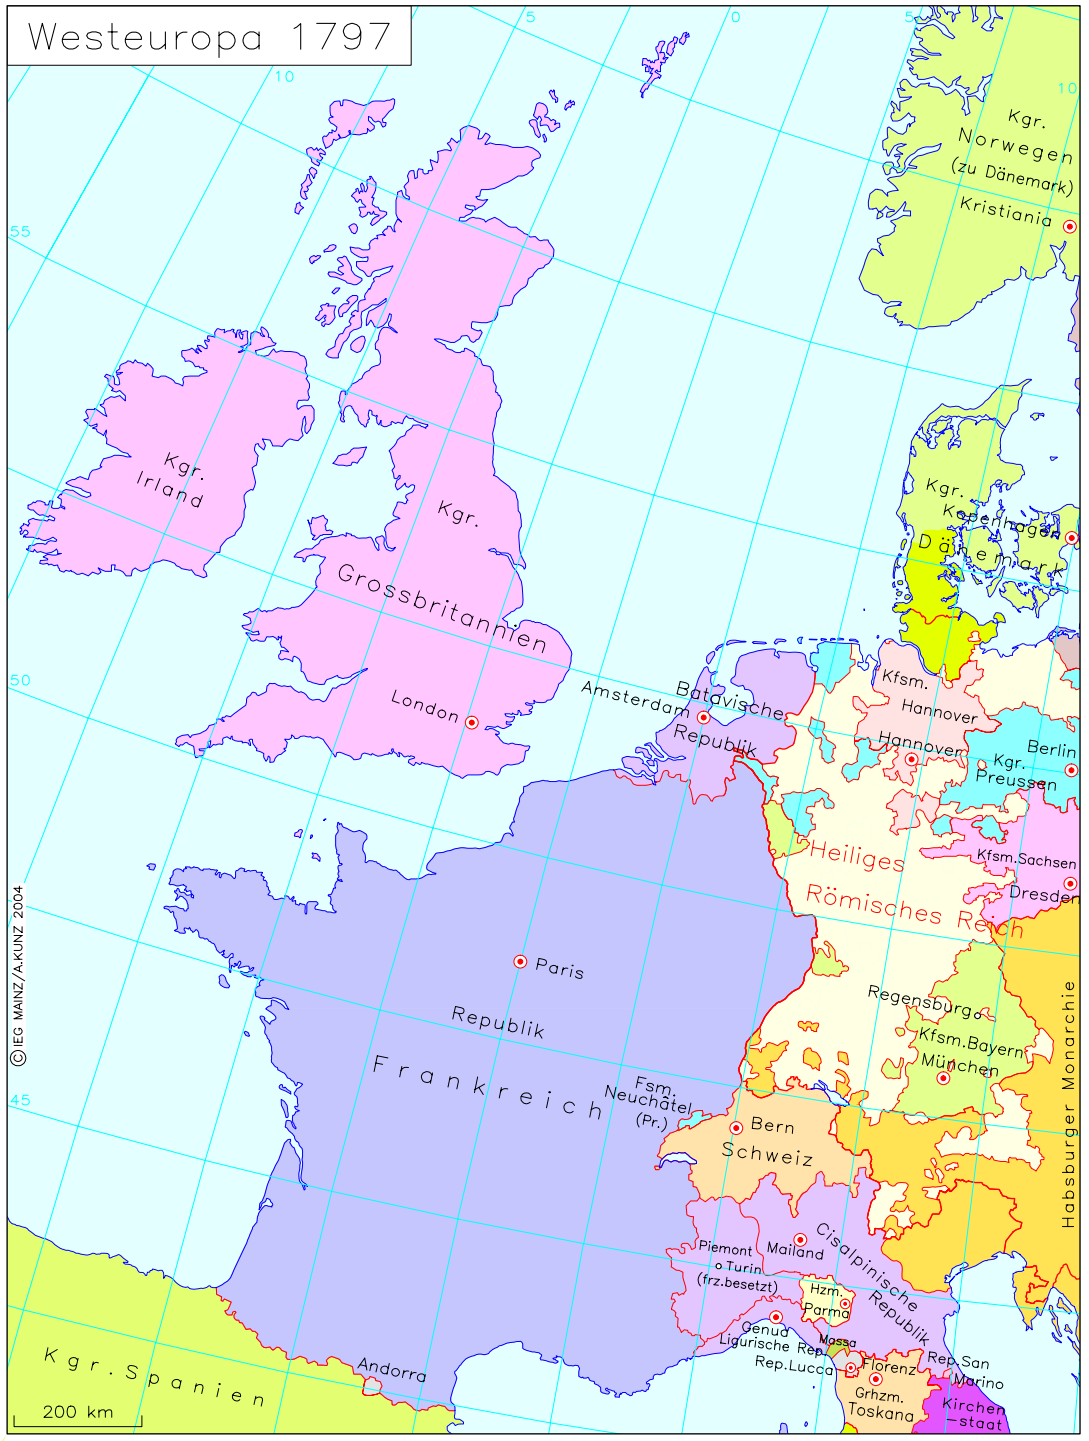 Westeuropa 1797
5
0
5
10
10
55
50
45
Kgr.
Norwegen
(zu Dänemark)
Kristiania
Kgr.
Irland
Kgr.
Grossbritannien
London
Kgr.
Kopenhagen
Dänemark
Batavische
Amsterdam
Republik
Kfsm.
Hannover
Hannover
Berlin
Kgr.
Preussen
Kfsm.Sachsen
Dresden
Heiliges
Römisches Reich
Regensburg
Kfsm.Bayern
München
Habsburger Monarchie
Paris
Republik
Frankreich
Fsm.
Neuchâtel
(Pr.)
Bern
Schweiz
Cisalpinische
Republik
Piemont
Turin
(frz.besetzt)
Mailand
Hzm.
Parma
Genua
Ligurische Rep.
Massa
Rep.Lucca
Florenz
Grhzm.
Toskana
Rep.San
Marino
Kirchen
-staat
Andorra
Kgr.Spanien
200 km
©IEG MAINZ/A.KUNZ 2004